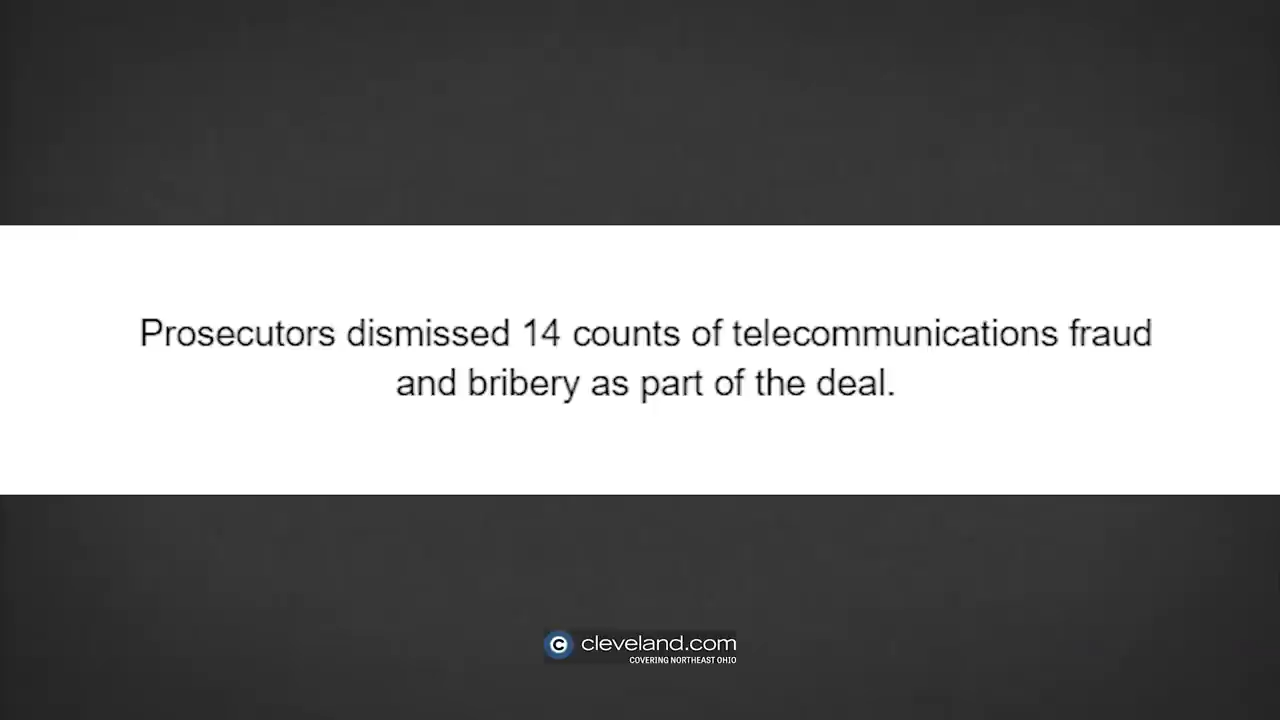 Prosecutors dismissed 14 counts of telecommunications fraud
and bribery as part of the deal.
c cleveland.com
COVERING NORTHEAST OHIO